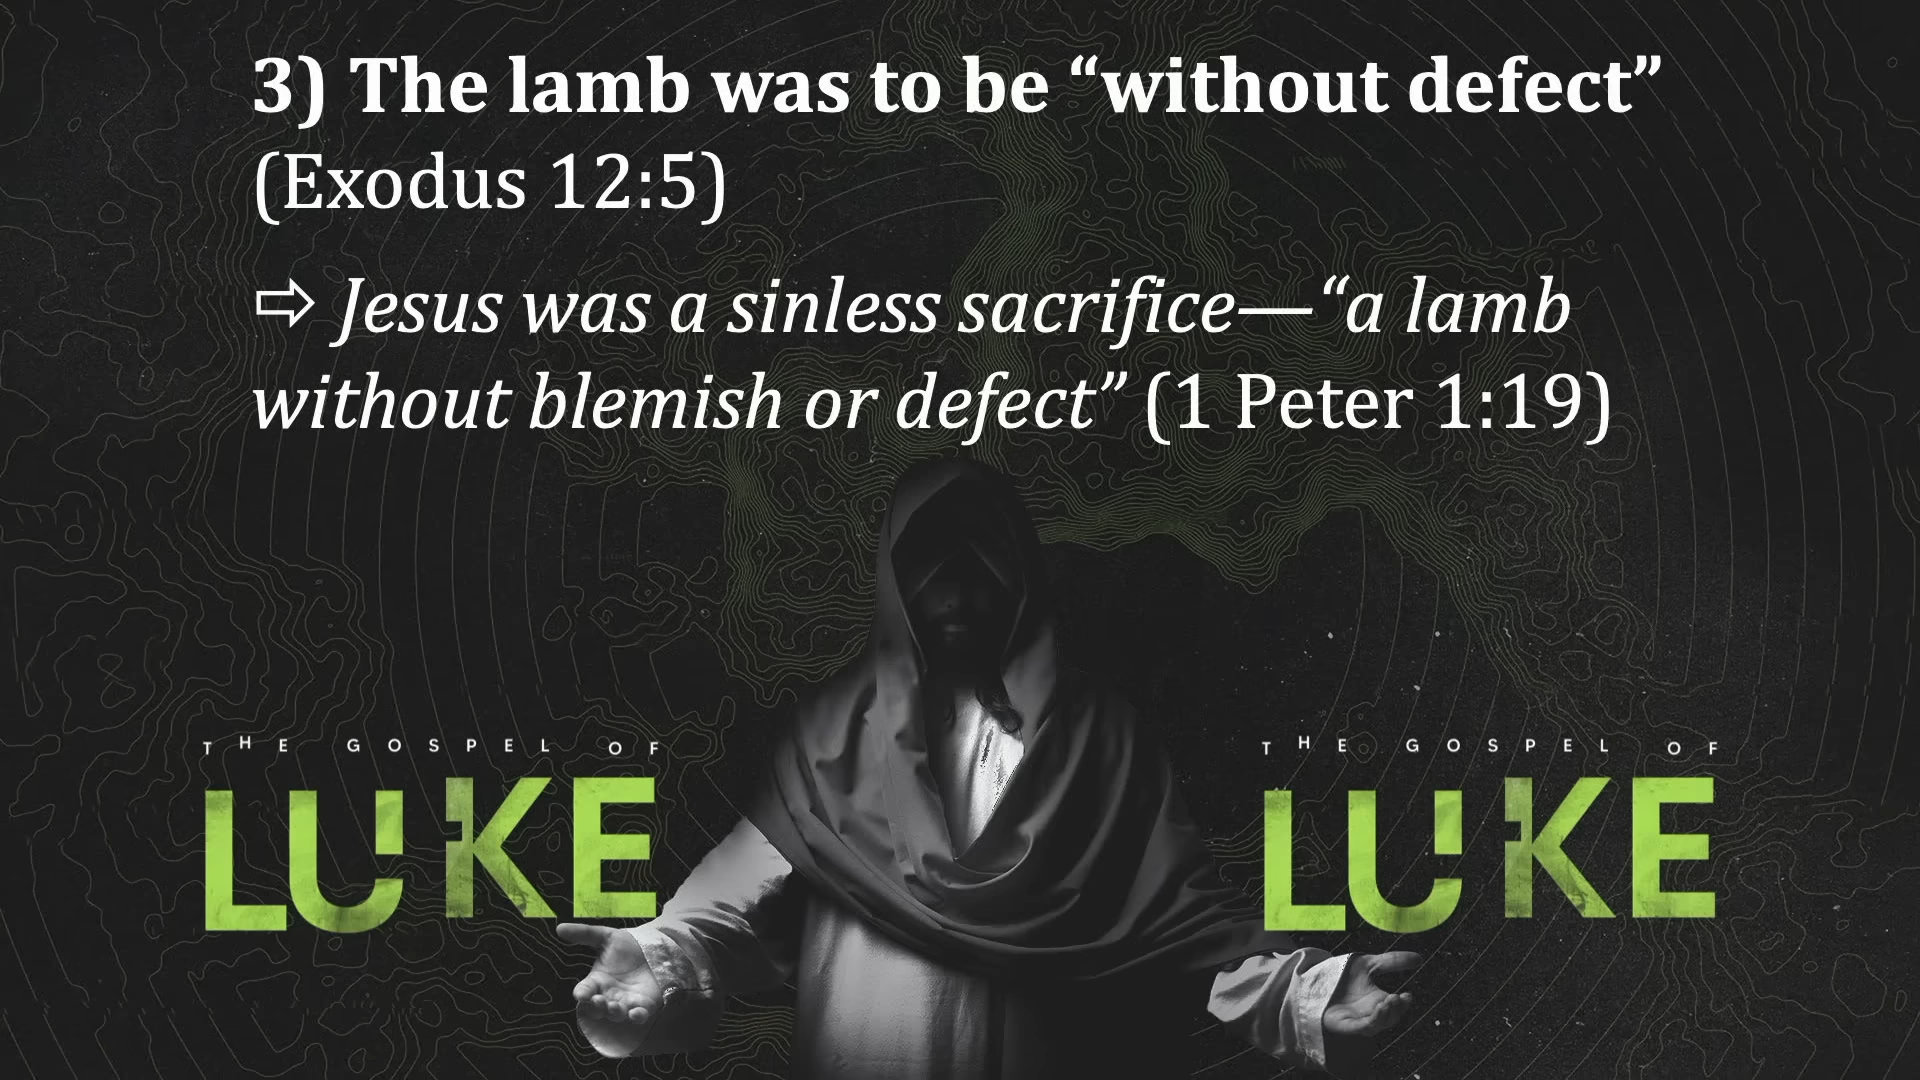 3) The lamb was to be “without defect”
(Exodus 12:5)
⇨ Jesus was a sinless sacrifice—“a lamb
without blemish or defect” (1 Peter 1:19)
THE GOSPEL OF
LUKE
THE GOSPEL OF
LUKE